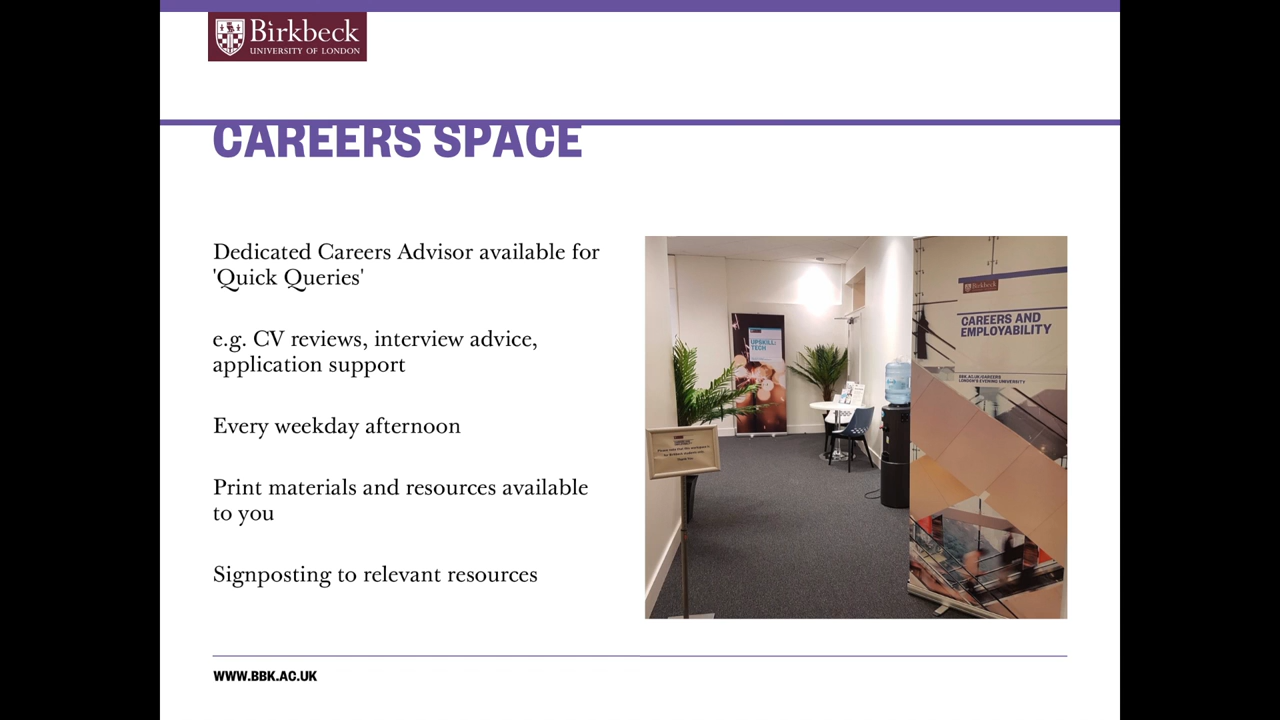 Birkbeck
UNIVERSITY OF LONDON
CAREERS SPACE
Dedicated Careers Advisor available for
'Quick Queries'
e.g. CV reviews, interview advice,
application support
Every weekday afternoon
Print materials and resources available
to you
Signposting to relevant resources
Birkbeck
CAREERS AND
EMPLOYABILITY
BBK.AC.UK/CAREERS
LONDON'S EVENING UNIVERSITY
UPSKILL:
TECH
WWW.BBK.AC.UK